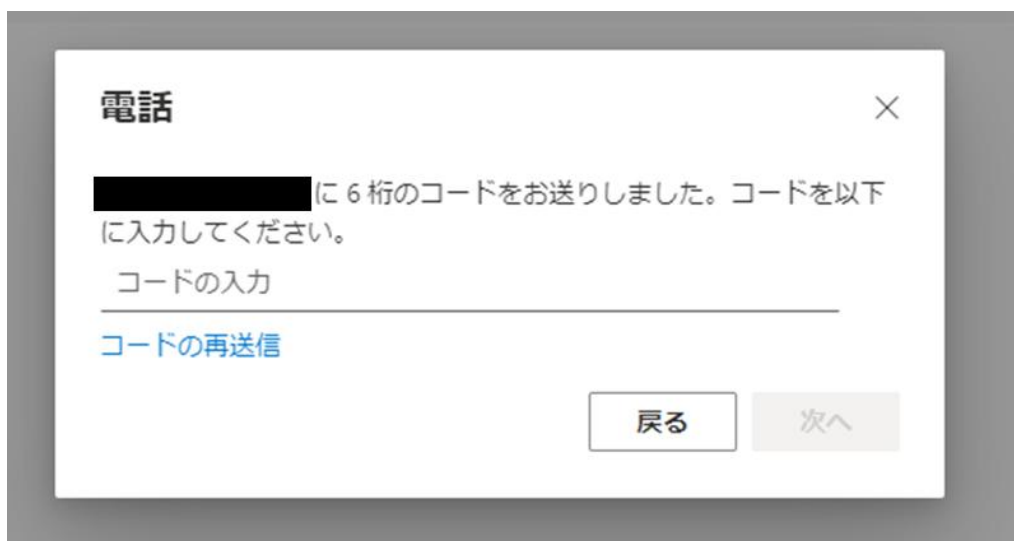 電話
に 6 桁のコードをお送りしました。コードを以下
に入力してください。
コードの入力
コードの再送信
戻る
次へ